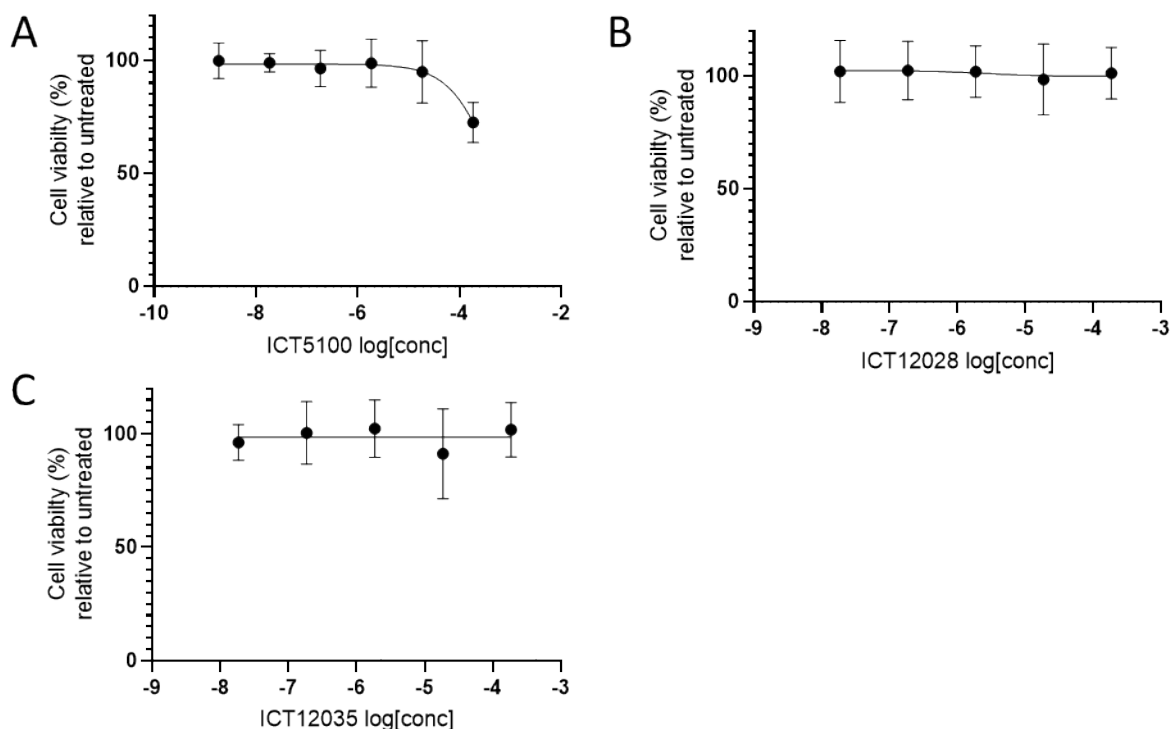 A
Cell viabilty (%)
relative to untreated
100
50
0
-10
-8
-6
-4
-2
ICT5100 log[conc]
B
Cell viabilty (%)
relative to untreated
100
50
0
-9
-8
-7
-6
-5
-4
-3
ICT12028 log[conc]
C
Cell viabilty (%)
relative to untreated
100
50
0
-9
-8
-7
-6
-5
-4
-3
ICT12035 log[conc]